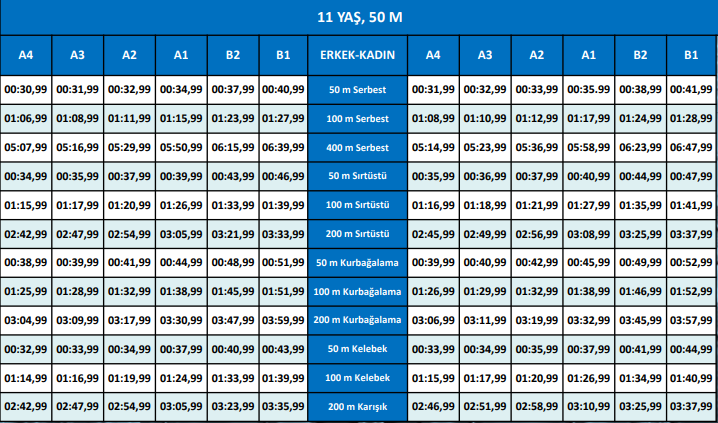 11 YAŞ, 50 M
A4 A3 A2 A1 B2 B1 ERKEK-KADIN A4 A3 A2 A1 B2 B1
00:30,99 00:31,99 00:32,99 00:34,99 00:37,99 00:40,99 50 m Serbest 00:31,99 00:32,99 00:33,99 00:35.99 00:38,99 00:41,99
01:06,99 01:08,99 01:11,99 01:15,99 01:23,99 01:27,99 100 m Serbest 01:08,99 01:10,99 01:12,99 01:17,99 01:24,99 01:28,99
05:07,99 05:16,99 05:29,99 05:50,99 06:15,99 06:39,99 400 m Serbest 05:14,99 05:23,99 05:36,99 05:58,99 06:23,99 06:47,99
00:34,99 00:35,99 00:37,99 00:39,99 00:43,99 00:46,99 50 m Sırtüstü 00:35,99 00:36,99 00:37,99 00:40,99 00:44,99 00:47,99
01:15,99 01:17,99 01:20,99 01:26,99 01:33,99 01:39,99 100 m Sırtüstü 01:16,99 01:18,99 01:21,99 01:27,99 01:35,99 01:41,99
02:42,99 02:47,99 02:54,99 03:05,99 03:21,99 03:33,99 200 m Sırtüstü 02:45,99 02:49,99 02:56,99 03:08,99 03:25,99 03:37,99
00:38,99 00:39,99 00:41,99 00:44,99 00:48,99 00:51,99 50 m Kurbağalama 00:39,99 00:40,99 00:42,99 00:45,99 00:49,99 00:52,99
01:25,99 01:28,99 01:32,99 01:38,99 01:45,99 01:51,99 100 m Kurbağalama 01:26,99 01:29,99 01:32,99 01:38,99 01:46,99 01:52,99
03:04,99 03:09,99 03:17,99 03:30,99 03:47,99 03:59,99 200 m Kurbağalama 03:06,99 03:11,99 03:19,99 03:32,99 03:45,99 03:57,99
00:32,99 00:33,99 00:34,99 00:37,99 00:40,99 00:43,99 50 m Kelebek 00:33,99 00:34,99 00:35,99 00:37,99 00:41,99 00:44,99
01:14,99 01:16,99 01:19,99 01:24,99 01:33,99 01:39,99 100 m Kelebek 01:15,99 01:17,99 01:20,99 01:26,99 01:34,99 01:40,99
02:42,99 02:47,99 02:54,99 03:05,99 03:23,99 03:35,99 200 m Karışık 02:46,99 02:51,99 02:58,99 03:10,99 03:25,99 03:37,99